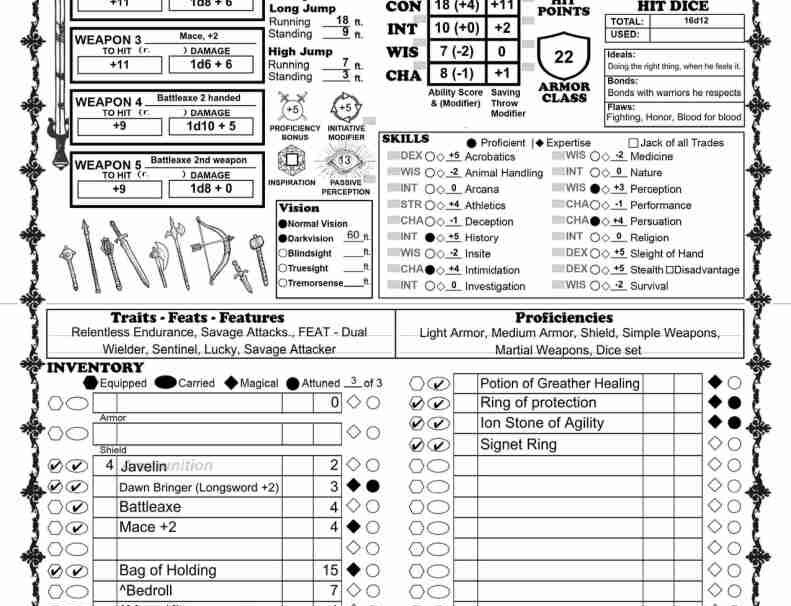 +11 1d8 + 6
WEAPON 3 Mace, +2
TO HIT (r. ) DAMAGE
+11 1d6 + 6
WEAPON 4 Battleaxe 2 handed
TO HIT (r. ) DAMAGE
+9 1d10 + 5
WEAPON 5 Battleaxe 2nd weapon
TO HIT (r. ) DAMAGE
+9 1d8 + 0
Long Jump
Running 18 ft.
Standing 9 ft.
High Jump
Running 7 ft.
Standing 3 ft.
+5 +5
PROFICIENCY BONUS
INITIATIVE MODIFIER
13
INSPIRATION
PASSIVE PERCEPTION
Vision
Normal Vision
Darkvision 60 ft.
Blindsight ft.
Truesight ft.
Tremorsense ft.
CON 18 (+4) +11
INT 10 (+0) +2
WIS 7 (-2) 0
CHA 8 (-1) +1
Ability Score & (Modifier)
Saving Throw Modifier
HIT POINTS
22
ARMOR CLASS
HIT DICE
TOTAL: 16d12
USED:
Ideals:
Doing the right thing, when he feels it.
Bonds:
Bonds with warriors he respects
Flaws:
Fighting, Honor, Blood for blood
SKILLS
Proficient | Expertise Jack of all Trades
DEX +5 Acrobatics
WIS -2 Animal Handling
INT 0 Arcana
STR +4 Athletics
CHA -1 Deception
INT +5 History
WIS -2 Insite
CHA +4 Intimidation
INT 0 Investigation
WIS -2 Medicine
INT 0 Nature
WIS +3 Perception
CHA -1 Performance
CHA +4 Persuation
INT 0 Religion
DEX +5 Sleight of Hand
DEX +5 Stealth Disadvantage
WIS -2 Survival
Traits - Feats - Features
Relentless Endurance, Savage Attacks., FEAT - Dual
Wielder, Sentinel, Lucky, Savage Attacker
Proficiencies
Light Armor, Medium Armor, Shield, Simple Weapons,
Martial Weapons, Dice set
INVENTORY
Equipped Carried Magical Attuned 3 of 3
0
Armor
Shield
4 Javelin 2
Dawn Bringer (Longsword +2) 3
Battleaxe 4
Mace +2 4
Bag of Holding 15
^Bedroll 7
Potion of Greather Healing
Ring of protection
Ion Stone of Agility
Signet Ring